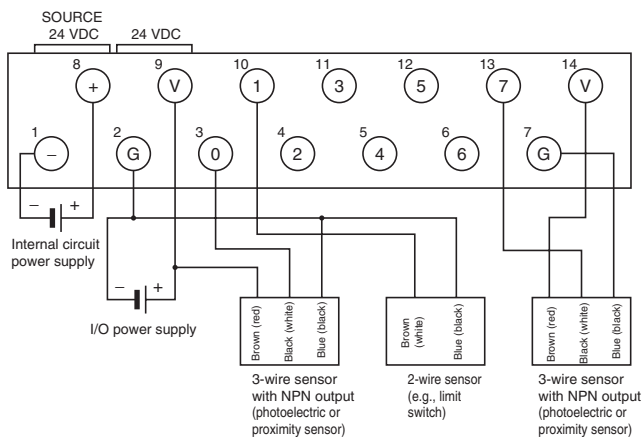 SOURCE
24 VDC 24 VDC
8 9 10 11 12 13 14
+ V 1 3 5 7 V
1 2 3 4 5 6 7
– G 0 2 4 6 G
– +
Internal circuit
power supply
– +
I/O power supply
Brown (red)
Black (white)
Blue (black)
Brown
(white)
Blue (black)
Brown (red)
Black (white)
Blue (black)
3-wire sensor
with NPN output
(photoelectric or
proximity sensor)
2-wire sensor
(e.g., limit
switch)
3-wire sensor
with NPN output
(photoelectric or
proximity sensor)